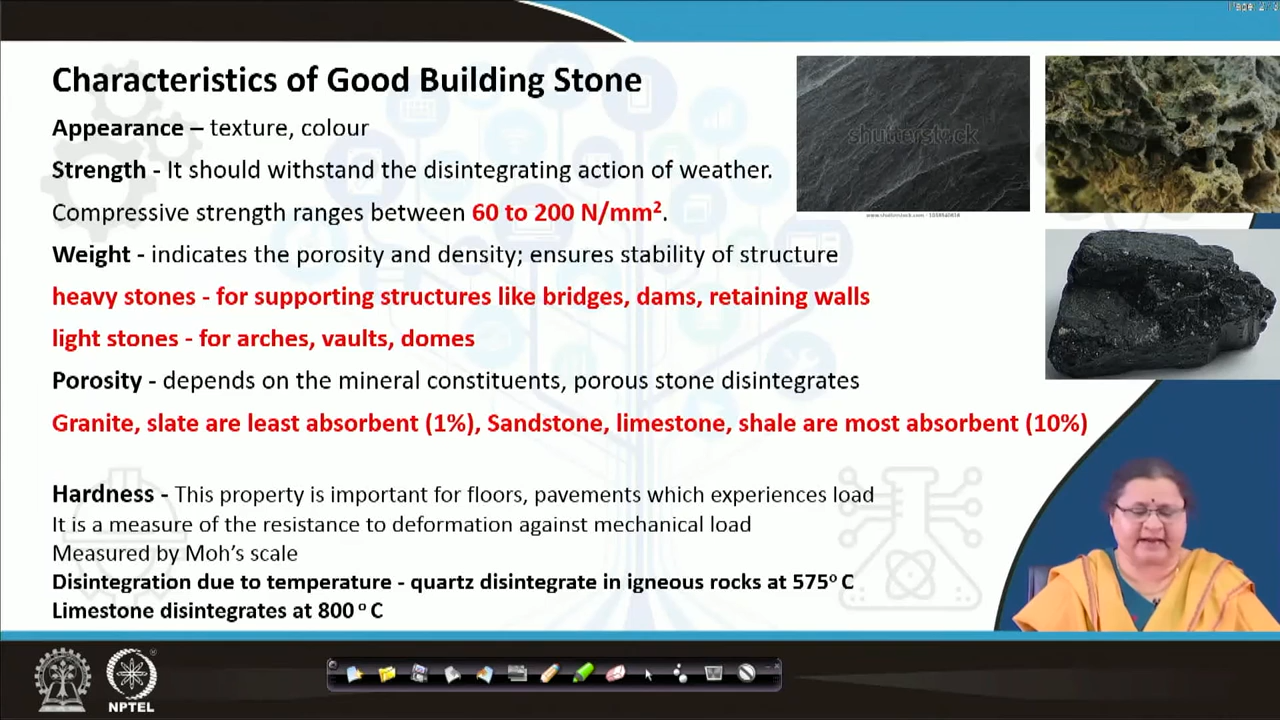 Characteristics of Good Building Stone
Appearance – texture, colour
Strength - It should withstand the disintegrating action of weather.
Compressive strength ranges between 60 to 200 N/mm².
Weight - indicates the porosity and density; ensures stability of structure
heavy stones - for supporting structures like bridges, dams, retaining walls
light stones - for arches, vaults, domes
Porosity - depends on the mineral constituents, porous stone disintegrates
Granite, slate are least absorbent (1%), Sandstone, limestone, shale are most absorbent (10%)
Hardness - This property is important for floors, pavements which experiences load
It is a measure of the resistance to deformation against mechanical load
Measured by Moh's scale
Disintegration due to temperature - quartz disintegrate in igneous rocks at 575° C
Limestone disintegrates at 800 ° C
shutterstock
NPTEL